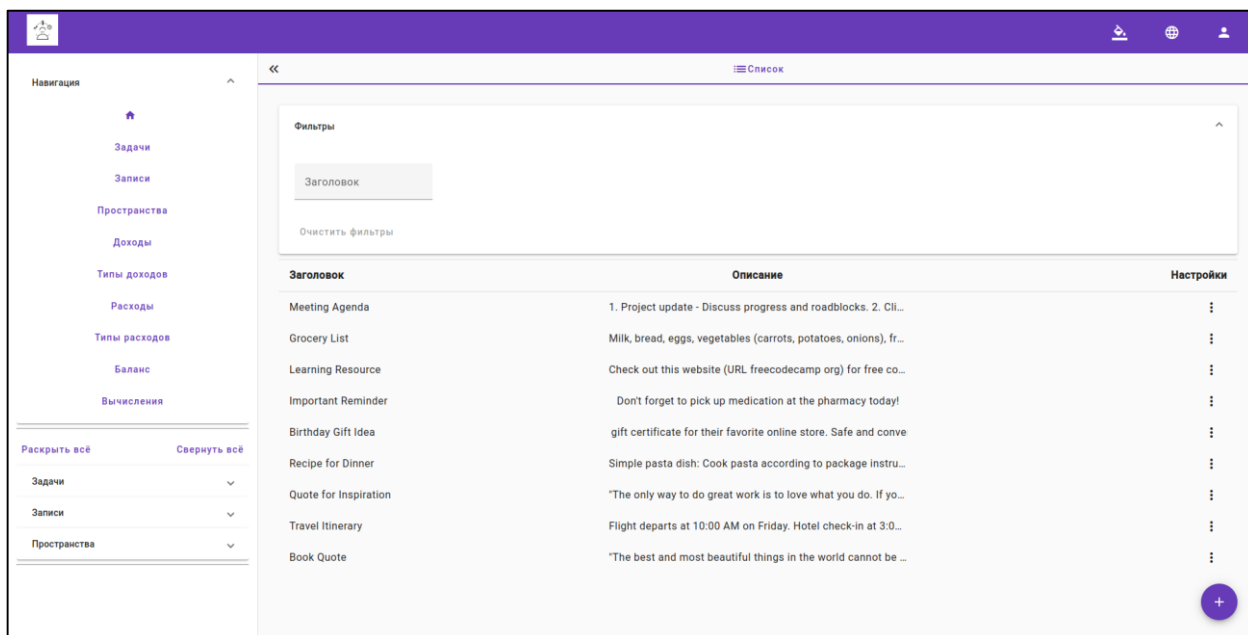 Навигация
Задачи
Записи
Пространства
Доходы
Типы доходов
Расходы
Типы расходов
Баланс
Вычисления
Раскрыть всё Свернуть всё
Задачи
Записи
Пространства
Список
Фильтры
Заголовок
Очистить фильтры
Заголовок Описание Настройки
Meeting Agenda 1. Project update - Discuss progress and roadblocks. 2. Cli...
Grocery List Milk, bread, eggs, vegetables (carrots, potatoes, onions), fr...
Learning Resource Check out this website (URL freecodecamp org) for free co...
Important Reminder Don't forget to pick up medication at the pharmacy today!
Birthday Gift Idea gift certificate for their favorite online store. Safe and conve
Recipe for Dinner Simple pasta dish: Cook pasta according to package instru...
Quote for Inspiration "The only way to do great work is to love what you do. If yo...
Travel Itinerary Flight departs at 10:00 AM on Friday. Hotel check-in at 3:0...
Book Quote "The best and most beautiful things in the world cannot be ...